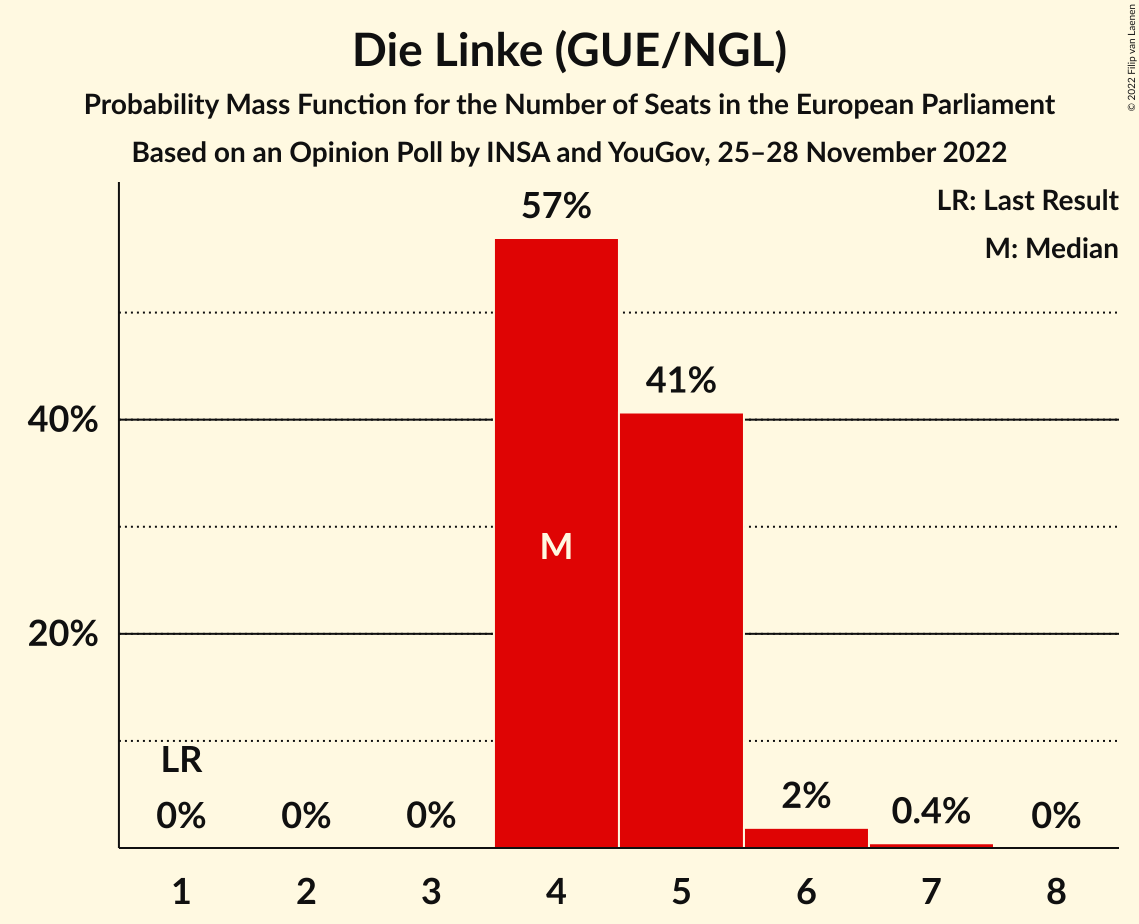 Die Linke (GUE/NGL)
Probability Mass Function for the Number of Seats in the European Parliament
Based on an Opinion Poll by INSA and YouGov, 25–28 November 2022
© 2022 Filip van Laenen
LR: Last Result
M: Median
57%
41%
40%
M
20%
LR
0%
0%
0%
2%
0.4%
0%
1 2 3 4 5 6 7 8